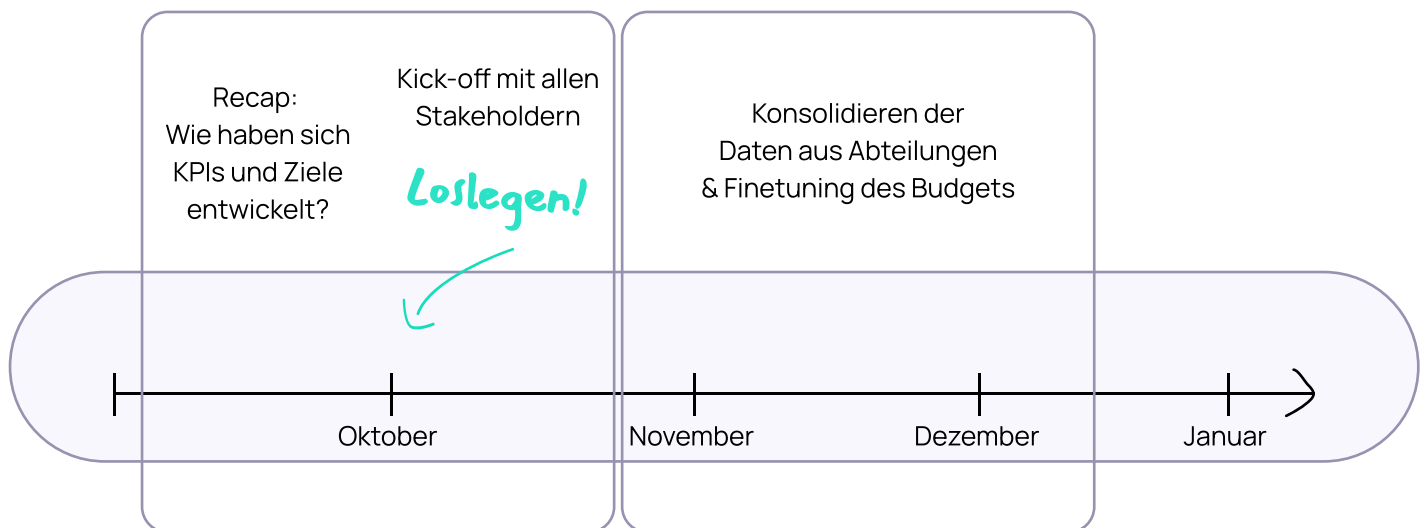 Recap:
Wie haben sich
KPIs und Ziele
entwickelt?
Kick-off mit allen
Stakeholdern
Loslegen!
Konsolidieren der
Daten aus Abteilungen
& Finetuning des Budgets
Oktober
November
Dezember
Januar